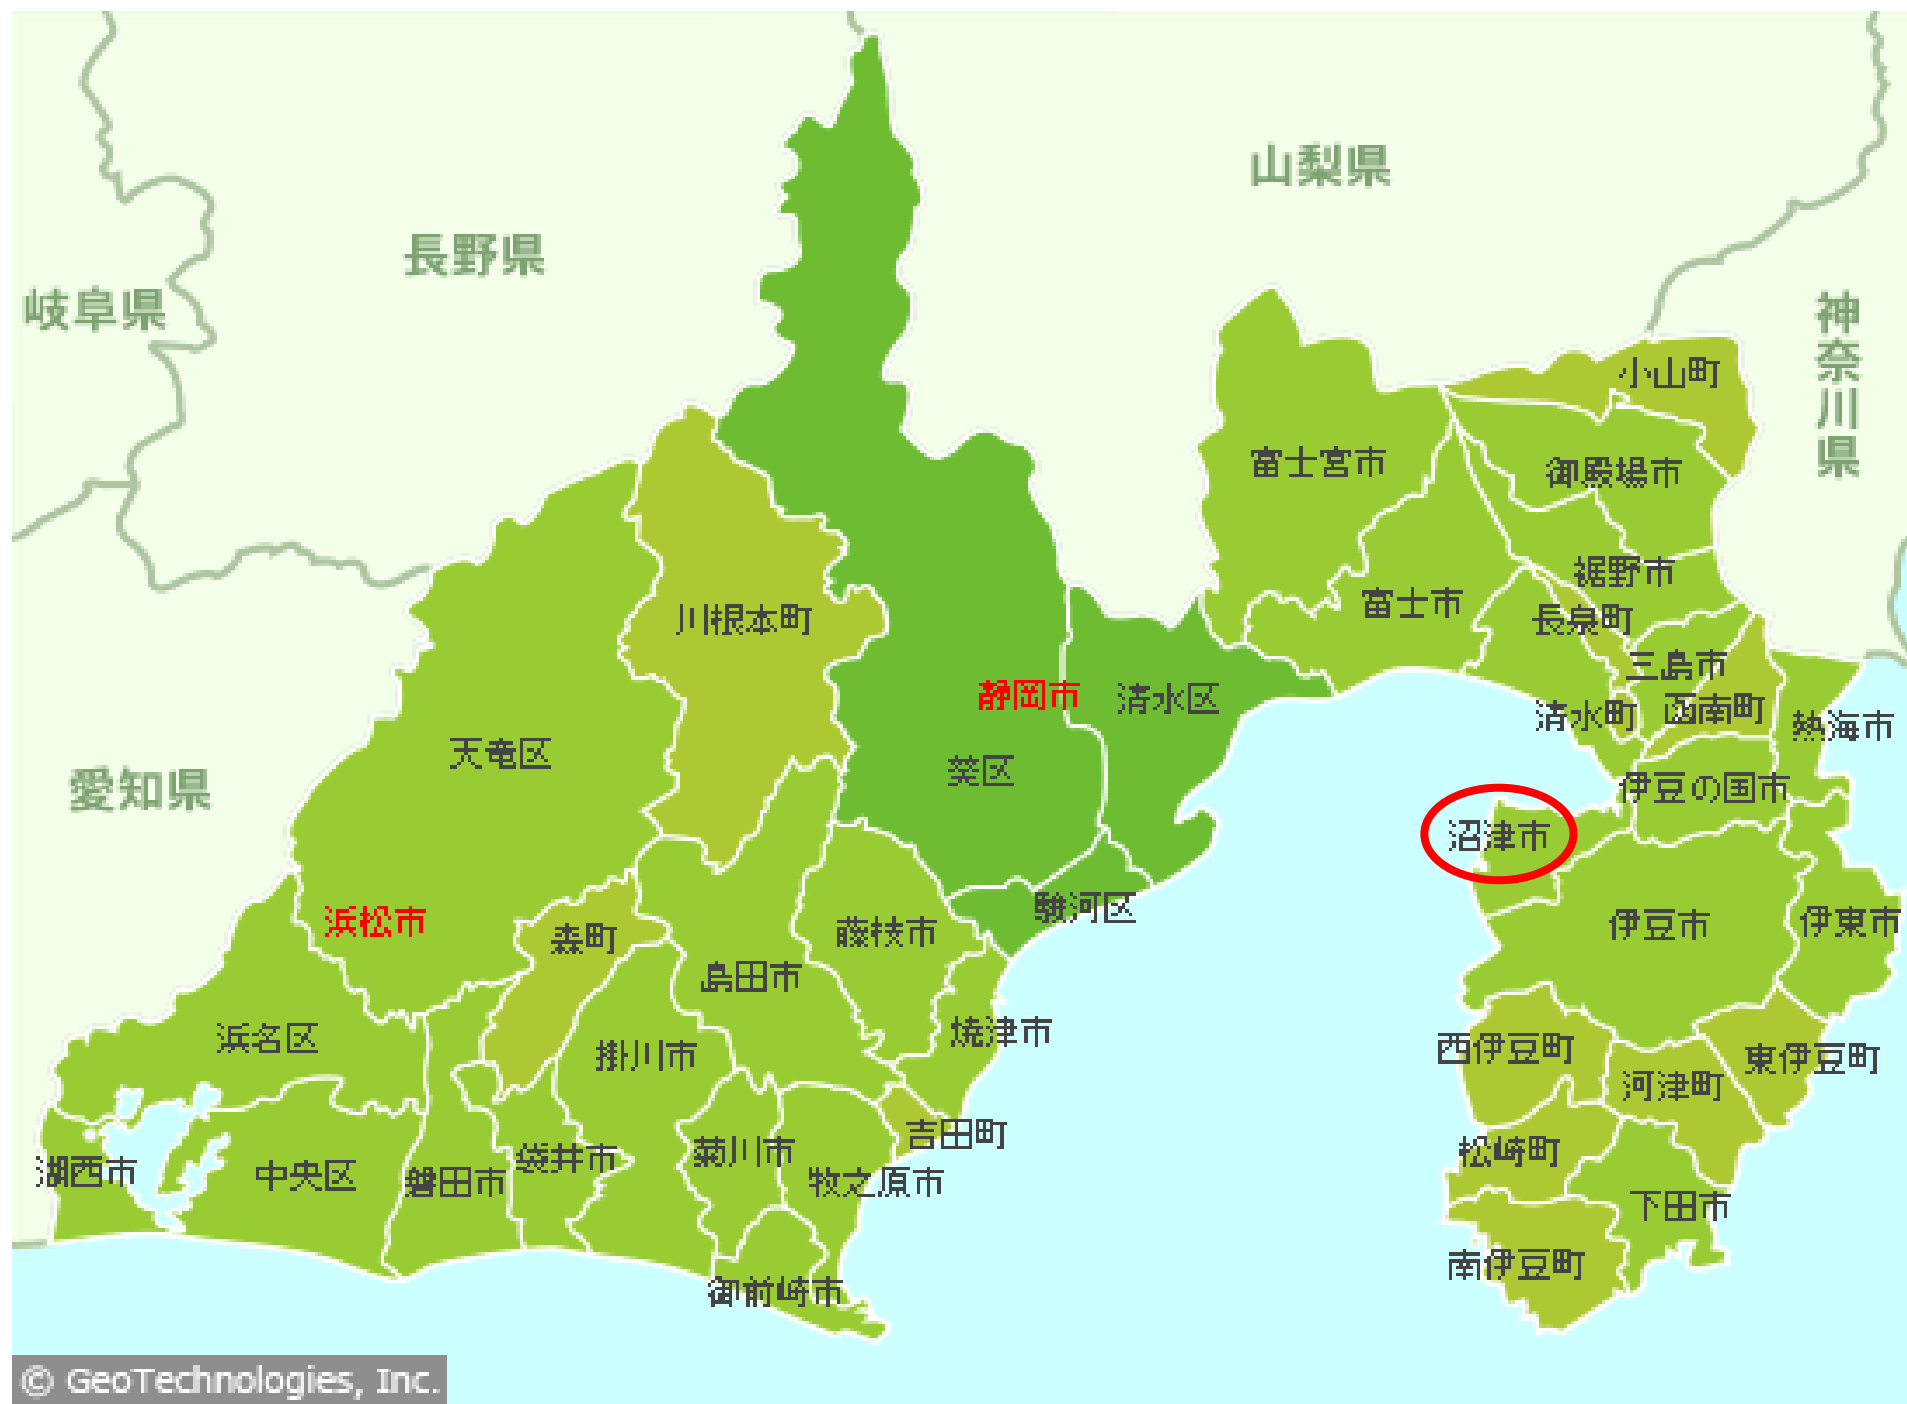 山梨県
長野県
岐阜県
神奈川県
小山町
富士宮市
御殿場市
裾野市
富士市
長泉町
川根本町
三島市
静岡市
清水区
函南町
清水町
熱海市
天竜区
葵区
愛知県
伊豆の国市
沼津市
駿河区
浜松市
森町
藤枝市
伊豆市
伊東市
島田市
焼津市
浜名区
掛川市
西伊豆町
東伊豆町
河津町
吉田町
菊川市
松崎町
袋井市
湖西市
中央区
磐田市
牧之原市
下田市
南伊豆町
御前崎市
© GeoTechnologies, Inc.